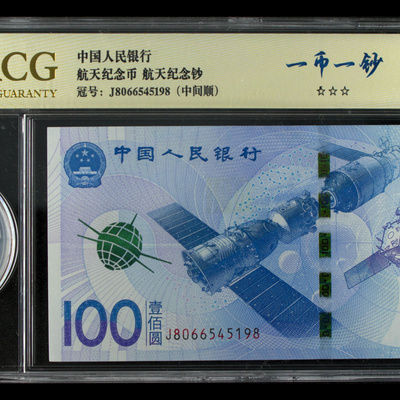 CG
GUARANTY
中国人民银行
航天纪念币 航天纪念钞
冠号：J8066545198（中间顺）
一币一钞
☆☆☆
中国人民银行
100 壹佰圆
J8066545198